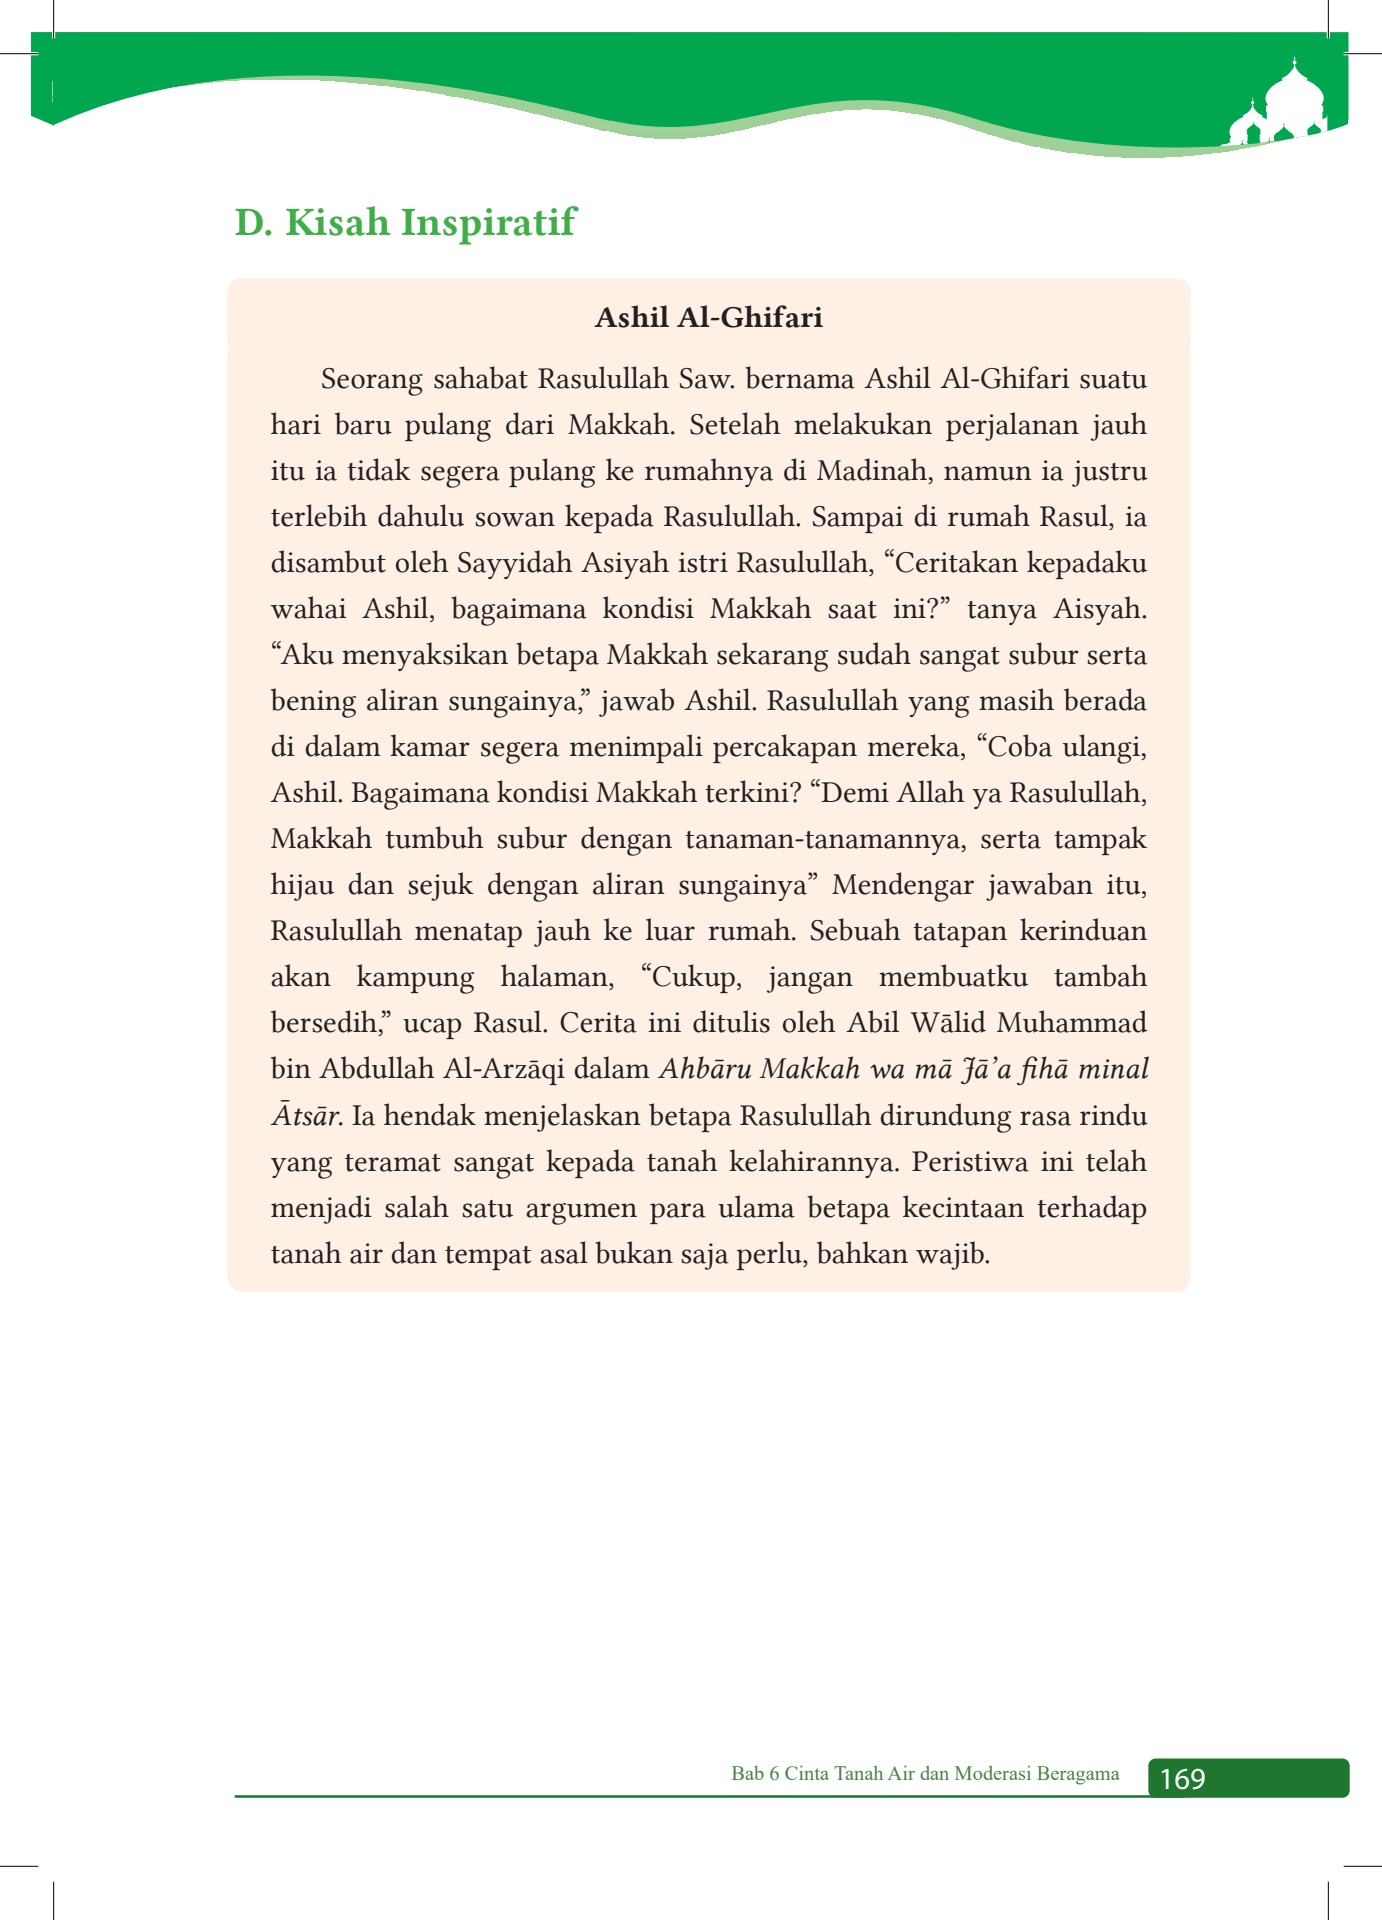 D. Kisah Inspiratif
Ashil Al-Ghifari
Seorang sahabat Rasulullah Saw. bernama Ashil Al-Ghifari suatu
hari baru pulang dari Makkah. Setelah melakukan perjalanan jauh
itu ia tidak segera pulang ke rumahnya di Madinah, namun ia justru
terlebih dahulu sowan kepada Rasulullah. Sampai di rumah Rasul, ia
disambut oleh Sayyidah Asiyah istri Rasulullah, “Ceritakan kepadaku
wahai Ashil, bagaimana kondisi Makkah saat ini?” tanya Aisyah.
“Aku menyaksikan betapa Makkah sekarang sudah sangat subur serta
bening aliran sungainya,” jawab Ashil. Rasulullah yang masih berada
di dalam kamar segera menimpali percakapan mereka, “Coba ulangi,
Ashil. Bagaimana kondisi Makkah terkini? “Demi Allah ya Rasulullah,
Makkah tumbuh subur dengan tanaman-tanamannya, serta tampak
hijau dan sejuk dengan aliran sungainya” Mendengar jawaban itu,
Rasulullah menatap jauh ke luar rumah. Sebuah tatapan kerinduan
akan kampung halaman, “Cukup, jangan membuatku tambah
bersedih,” ucap Rasul. Cerita ini ditulis oleh Abil Wālid Muhammad
bin Abdullah Al-Arzāqi dalam Ahbāru Makkah wa mā Jā’a fihā minal
Ātsār. Ia hendak menjelaskan betapa Rasulullah dirundung rasa rindu
yang teramat sangat kepada tanah kelahirannya. Peristiwa ini telah
menjadi salah satu argumen para ulama betapa kecintaan terhadap
tanah air dan tempat asal bukan saja perlu, bahkan wajib.
Bab 6 Cinta Tanah Air dan Moderasi Beragama
169